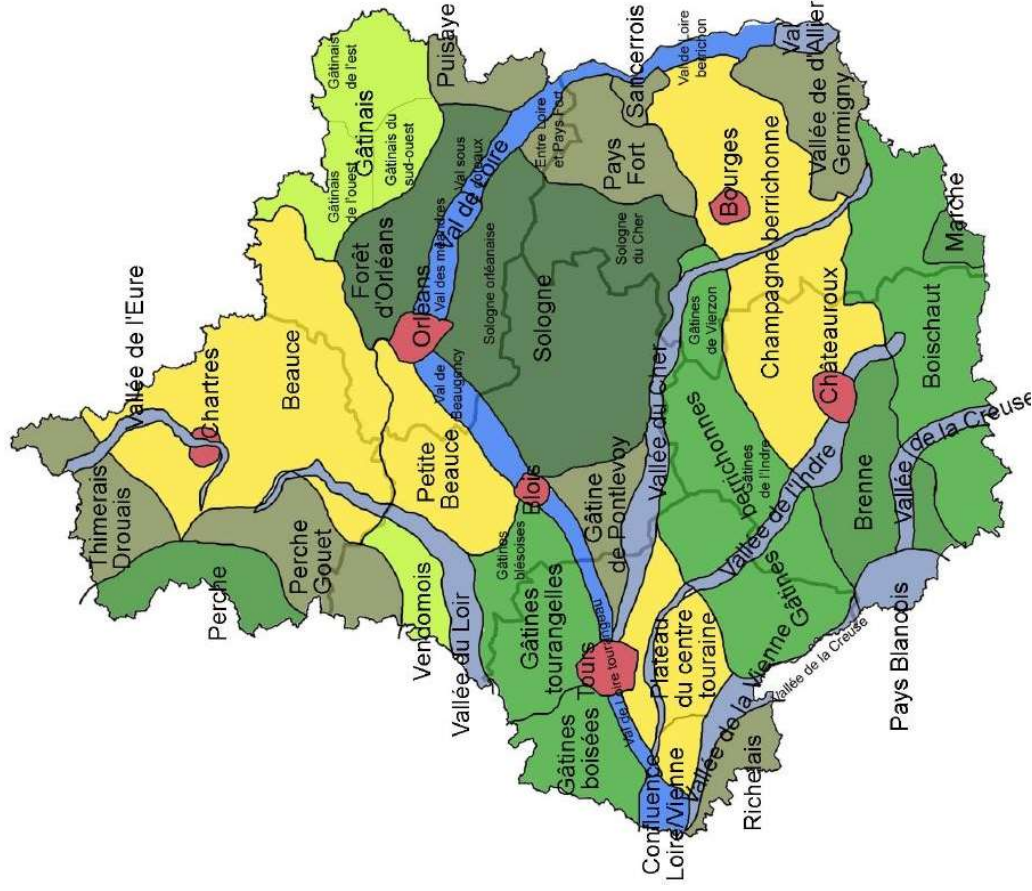 Vallée de l'Eure
Thimerais
Drouais
Chartres
Perche
Perche
Gouet
Beauce
Gâtinais
de l'est
Gâtinais
de l'ouest
Gâtinais
Gâtinais du
sud-ouest
Puisaye
Vendomois
Vallée du Loir
Petite
Beauce
Forêt
d'Orléans
Orléans
Val des méandres
Val sous
Val de Loire
Val de
Beaugency
Sologne orléanaise
Sologne
Sologne
du Cher
Entre Loire
et Pays Fort
Pays
Fort
Sancerrois
Val de Loire
berrichon
Blois
Gâtines
blésoises
Gâtines
tourangelles
Gâtines
boisées
Tours
Val de Loire tourangeau
Gâtine
de Pontlevoy
Vallée du Cher
Plateau
du centre
touraine
Confluence
Loire/Vienne
Vallée de la Vienne
Richelais
Vallée de la Creuse
Gâtines berrichonnes
Gâtines
de l'Indre
Gâtines
de Vierzon
Vallée de l'Indre
Bourges
Champagne berrichonne
Châteauroux
Val
d'Allier
Vallée de
Germigny
Brenne
Boischaut
Marche
Vallée de la Creuse
Pays Blancois